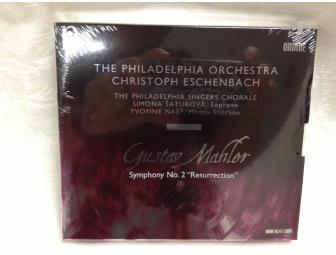 ONDINE
THE PHILADELPHIA ORCHESTRA
CHRISTOPH ESCHENBACH
THE PHILADELPHIA SINGERS CHORALE
SIMONA ŠATUROVÁ, Soprano
YVONNE NAEF, Mezzo-Soprano
Gustav Mahler
Symphony No. 2 "Resurrection"